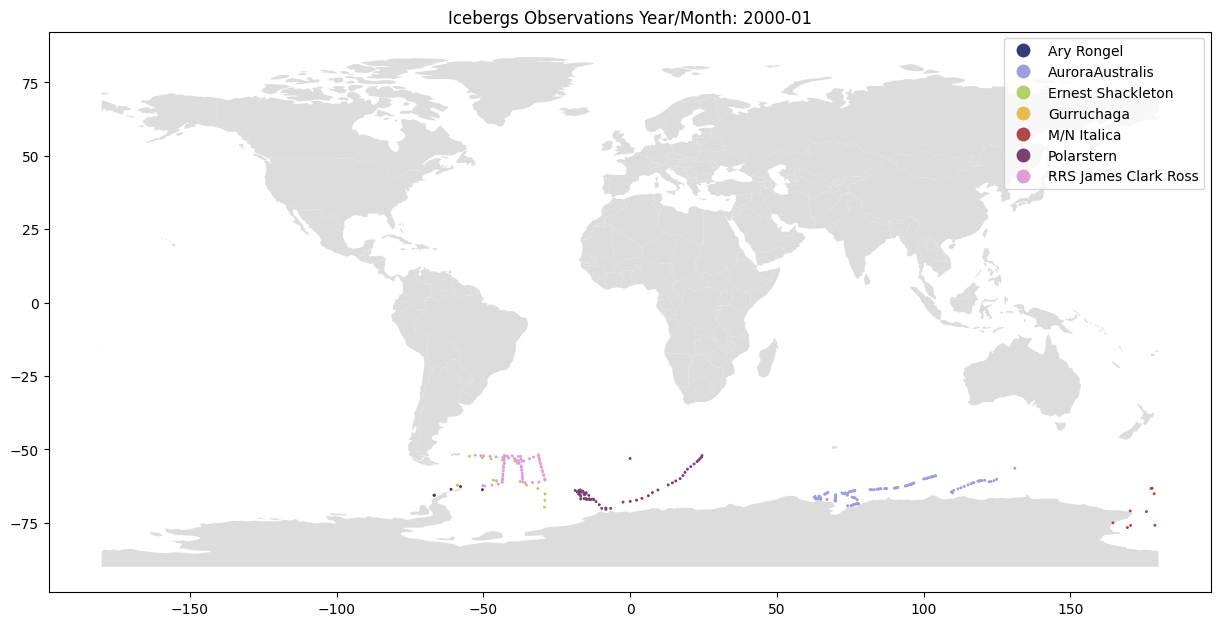 Icebergs Observations Year/Month: 2000-01
Ary Rongel
AuroraAustralis
Ernest Shackleton
Gurruchaga
M/N Italica
Polarstern
RRS James Clark Ross
75
50
25
0
−25
−50
−75
−150
−100
−50
0
50
100
150